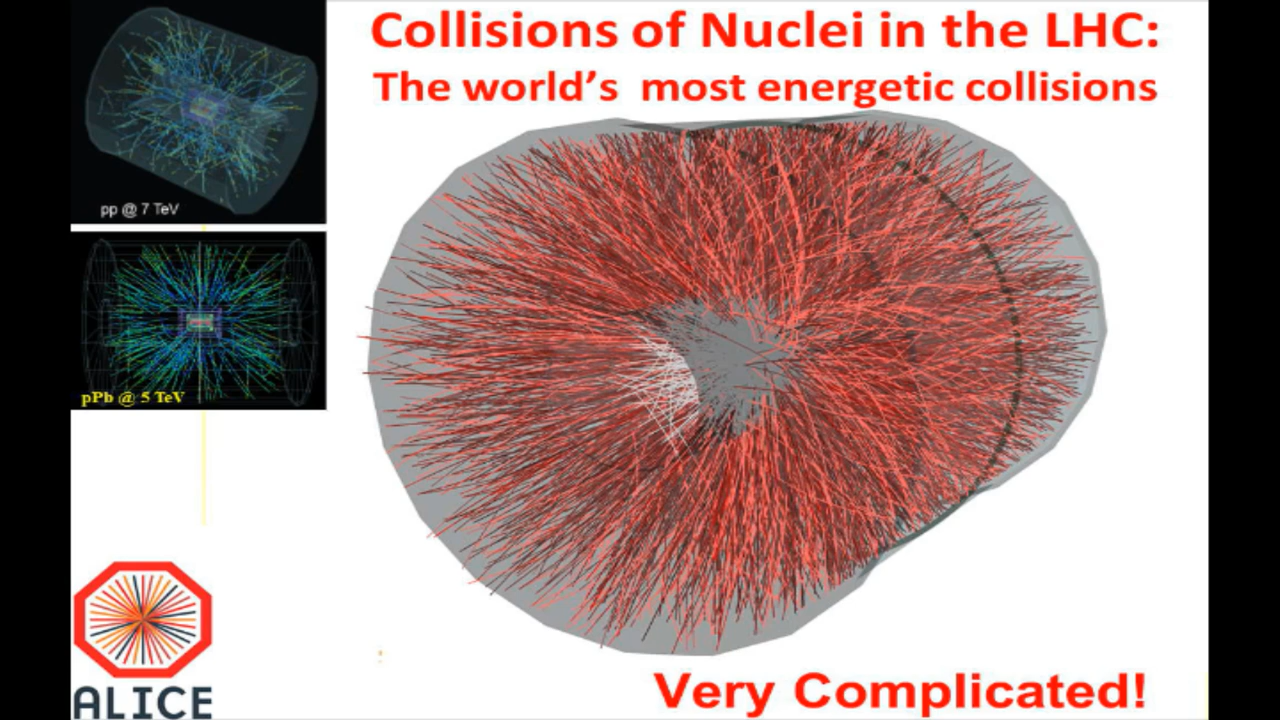 Collisions of Nuclei in the LHC:
The world's most energetic collisions
pp @ 7 TeV
pPb @ 5 TeV
ALICE
Very Complicated!